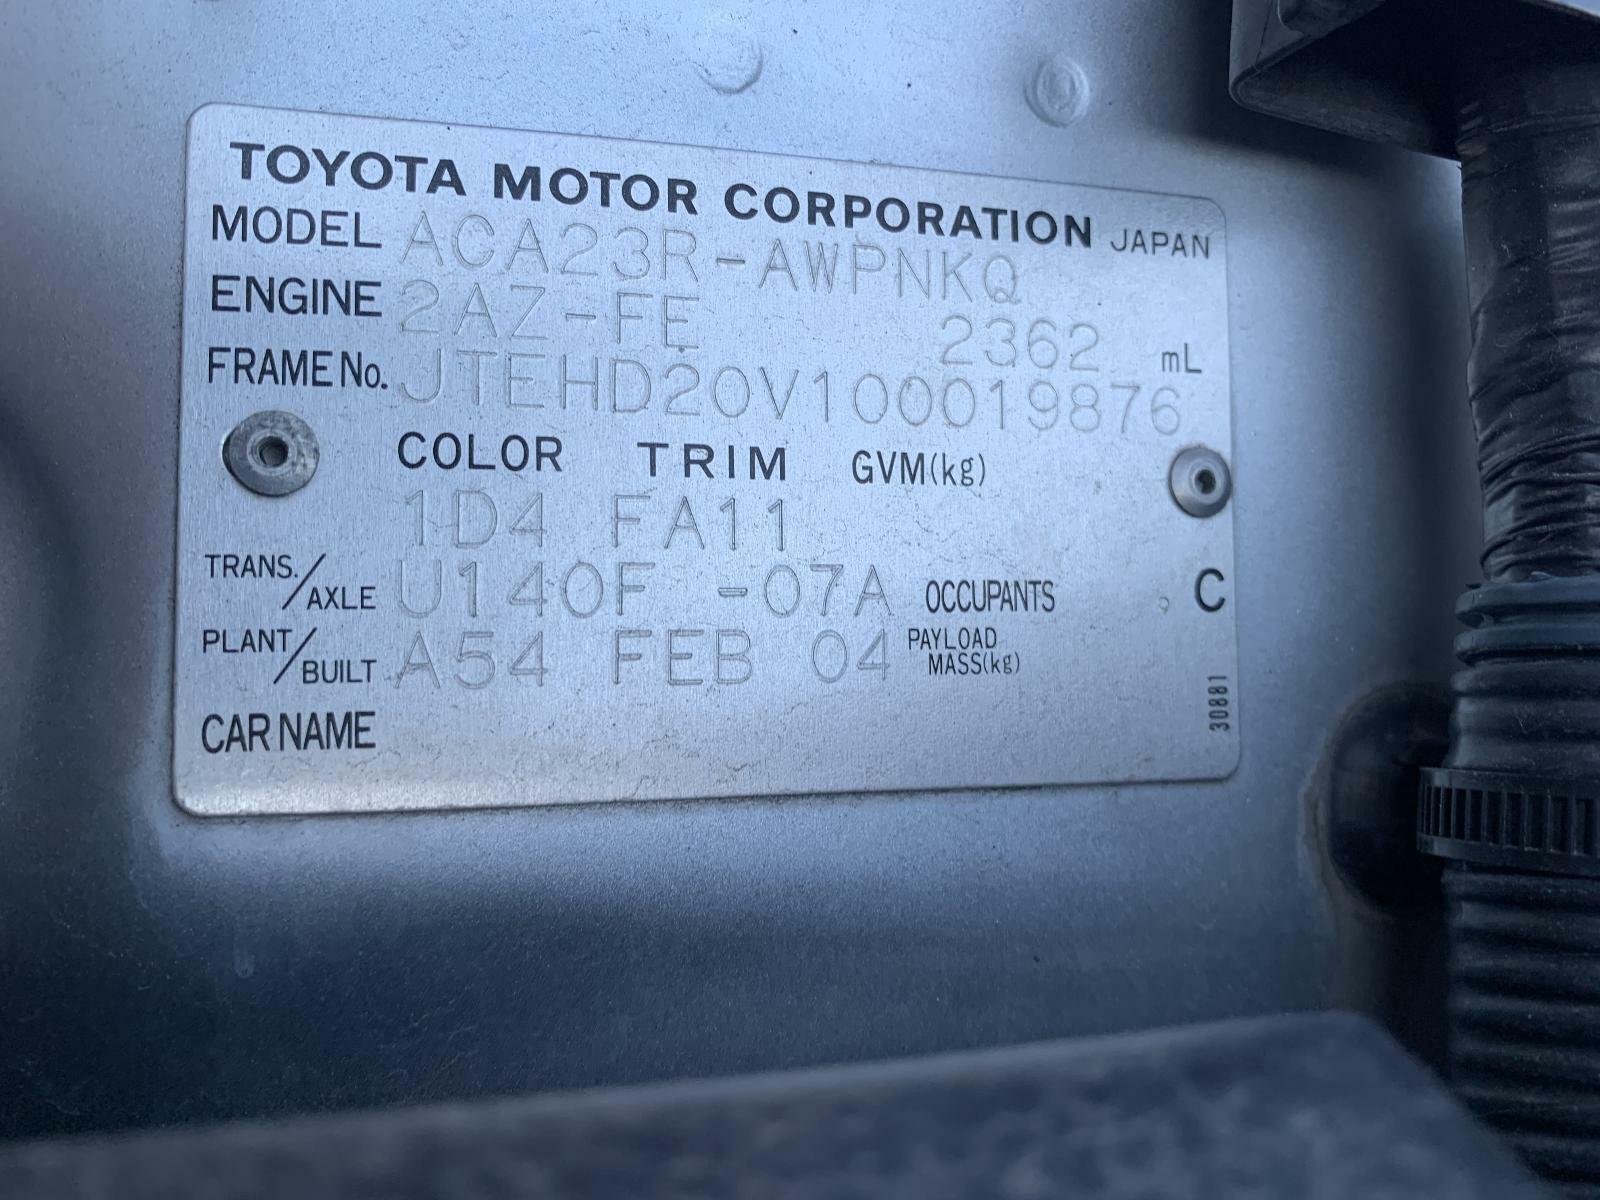 TOYOTA MOTOR CORPORATION JAPAN
MODEL ACA23R-AWPNKQ
ENGINE 2AZ-FE 2362 mL
FRAME No. JTEHD20V100019876
COLOR TRIM GVM(kg)
1D4 FA11
TRANS./AXLE U140F -07A OCCUPANTS C
PLANT/BUILT A54 FEB 04 PAYLOAD MASS(kg)
CAR NAME
30881